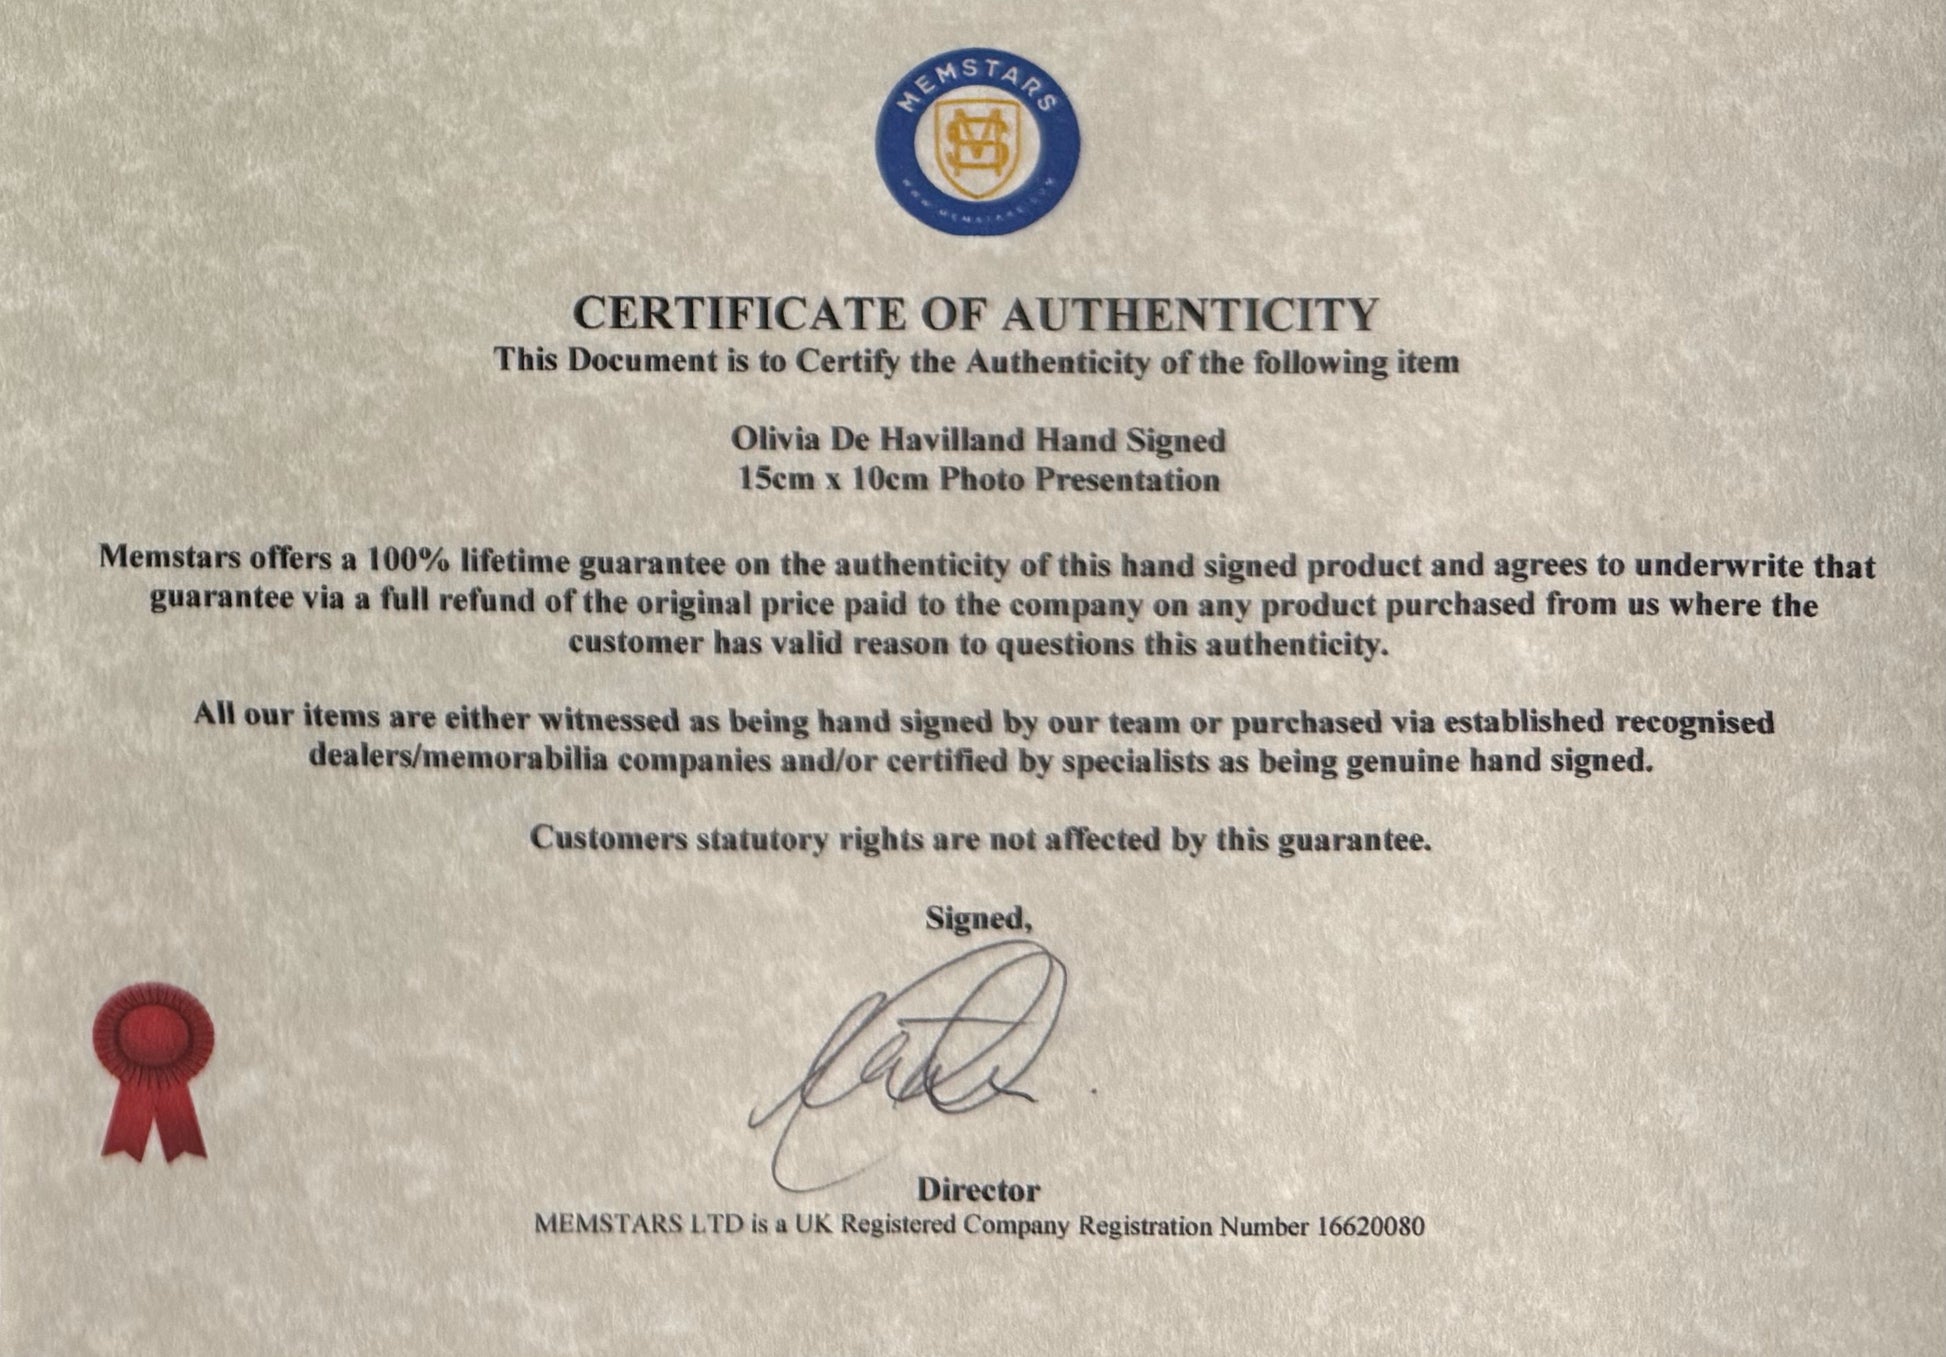 MEMSTARS
WWW.MEMSTARS.COM
CERTIFICATE OF AUTHENTICITY
This Document is to Certify the Authenticity of the following item
Olivia De Havilland Hand Signed
15cm x 10cm Photo Presentation
Memstars offers a 100% lifetime guarantee on the authenticity of this hand signed product and agrees to underwrite that
guarantee via a full refund of the original price paid to the company on any product purchased from us where the
customer has valid reason to questions this authenticity.
All our items are either witnessed as being hand signed by our team or purchased via established recognised
dealers/memorabilia companies and/or certified by specialists as being genuine hand signed.
Customers statutory rights are not affected by this guarantee.
Signed,
Director
MEMSTARS LTD is a UK Registered Company Registration Number 16620080